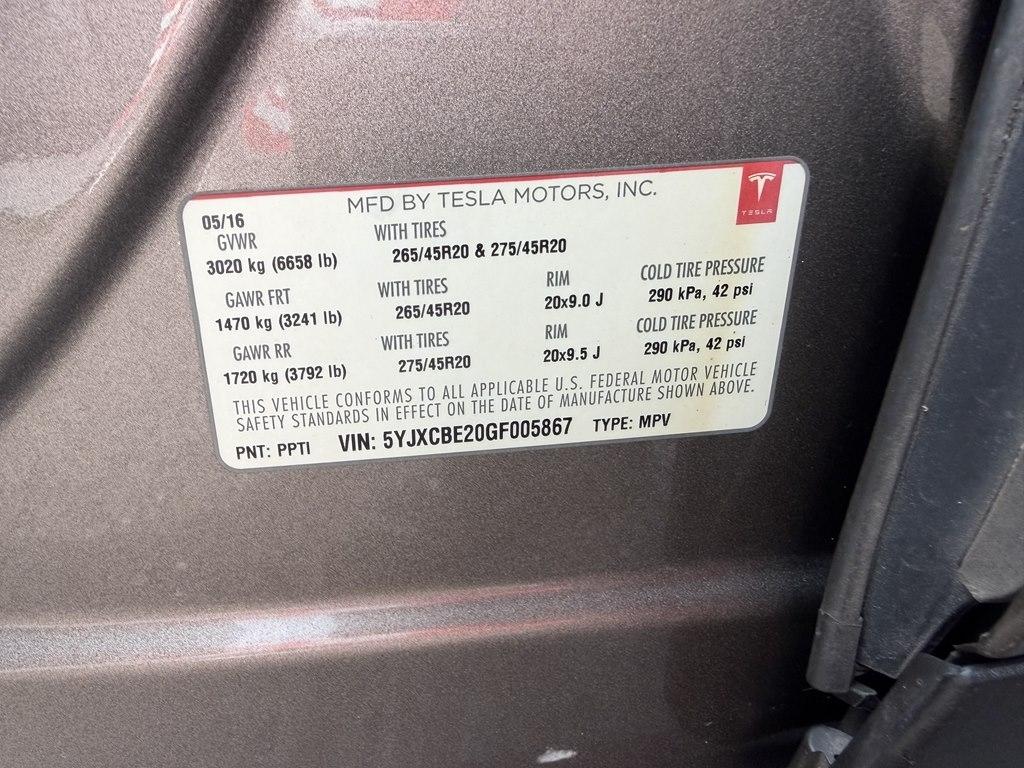 MFD BY TESLA MOTORS, INC.
TESLA
05/16
GVWR WITH TIRES
3020 kg (6658 lb) 265/45R20 & 275/45R20
GAWR FRT WITH TIRES RIM COLD TIRE PRESSURE
1470 kg (3241 lb) 265/45R20 20x9.0 J 290 kPa, 42 psi
GAWR RR WITH TIRES RIM COLD TIRE PRESSURE
1720 kg (3792 lb) 275/45R20 20x9.5 J 290 kPa, 42 psi
THIS VEHICLE CONFORMS TO ALL APPLICABLE U.S. FEDERAL MOTOR VEHICLE
SAFETY STANDARDS IN EFFECT ON THE DATE OF MANUFACTURE SHOWN ABOVE.
PNT: PPTI VIN: 5YJXCBE20GF005867 TYPE: MPV